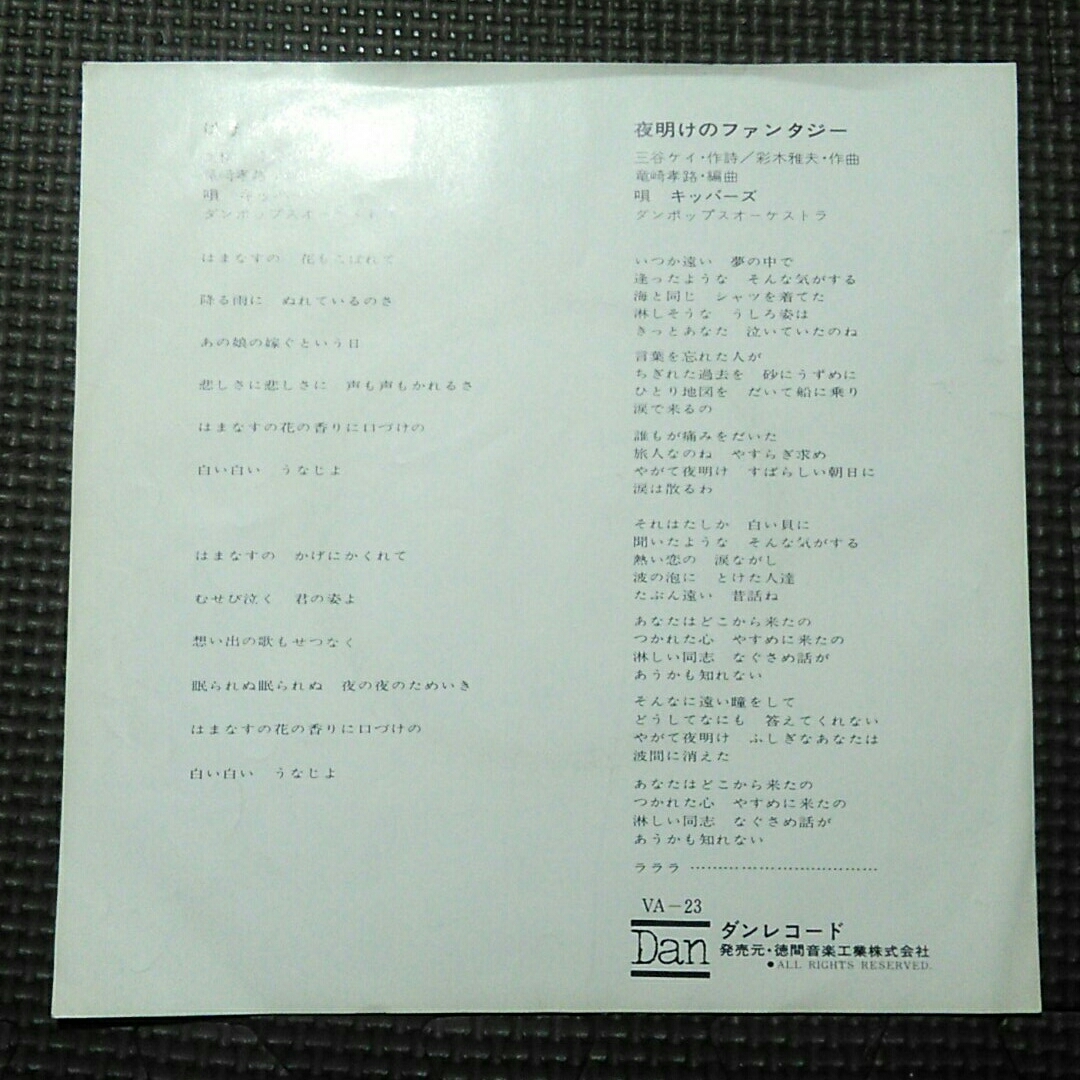 竜崎孝路
唄 キッ
ダンポップスオーケ
はまなすの 花もこぼれて
降る雨に ぬれているのさ
あの娘の嫁ぐという日
悲しさに悲しさに 声も声もかれるさ
はまなすの花の香りに口づけの
白い白い うなじよ
はまなすの かげにかくれて
むせび泣く 君の姿よ
想い出の歌もせつなく
眠られぬ眠られぬ 夜の夜のためいき
はまなすの花の香りに口づけの
白い白い うなじよ
夜明けのファンタジー
三谷ケイ・作詩/彩木雅夫・作曲
竜崎孝路・編曲
唄 キッパーズ
ダンポップスオーケストラ
いつか遠い 夢の中で
逢ったような そんな気がする
海と同じ シャツを着てた
淋しそうな うしろ姿は
きっとあなた 泣いていたのね
言葉を忘れた人が
ちぎれた過去を 砂にうずめに
ひとり地図を だいて船に乗り
涙で来るの
誰もが痛みをだいた
旅人なのね やすらぎ求め
やがて夜明け すばらしい朝日に
涙は散るわ
それはたしか 白い貝に
聞いたような そんな気がする
熱い恋の 涙ながし
波の泡に とけた人達
たぶん遠い 昔話ね
あなたはどこから来たの
つかれた心 やすめに来たの
淋しい同志 なぐさめ話が
あうかも知れない
そんなに遠い瞳をして
どうしてなにも 答えてくれない
やがて夜明け ふしぎなあなたは
波間に消えた
あなたはどこから来たの
つかれた心 やすめに来たの
淋しい同志 なぐさめ話が
あうかも知れない
ラララ ………………………………
VA-23
Dan ダンレコード
発売元・徳間音楽工業株式会社
●ALL RIGHTS RESERVED.